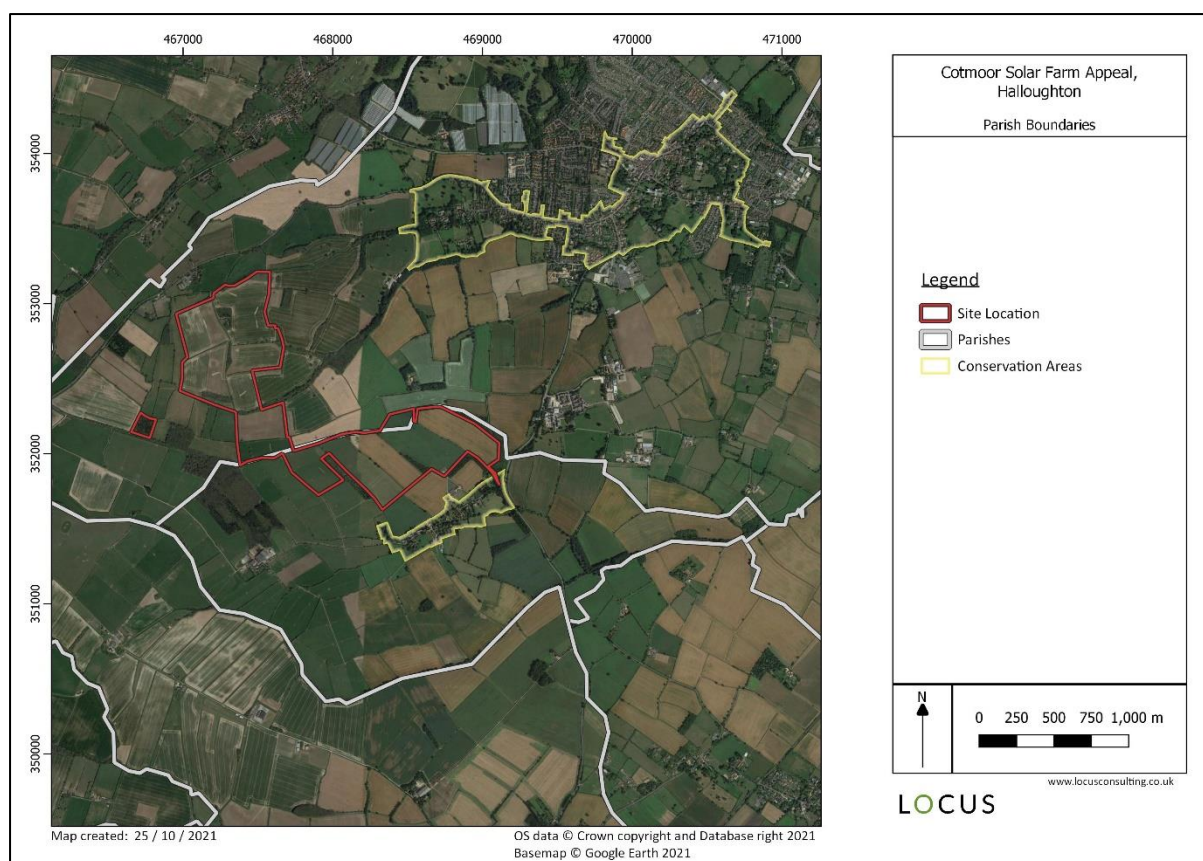 467000 468000 469000 470000 471000
354000
353000
352000
351000
350000
Map created: 25 / 10 / 2021
OS data © Crown copyright and Database right 2021
Basemap © Google Earth 2021
Cotmoor Solar Farm Appeal,
Halloughton
Parish Boundaries
Legend
Site Location
Parishes
Conservation Areas
N
0 250 500 750 1,000 m
www.locusconsulting.co.uk
LOCUS